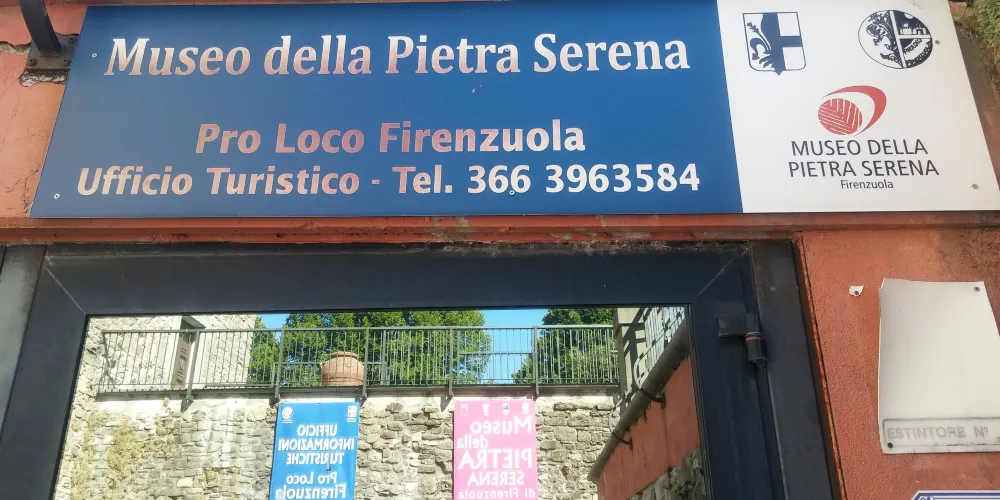 Museo della Pietra Serena
Pro Loco Firenzuola
Ufficio Turistico - Tel. 366 3963584
MUSEO DELLA
PIETRA SERENA
Firenzuola
ESTINTORE N°
UFFICIO
INFORMAZIONI
TURISTICHE
Pro Loco
Firenzuola
Museo
della
PIETRA
SERENA
di Firenzuola